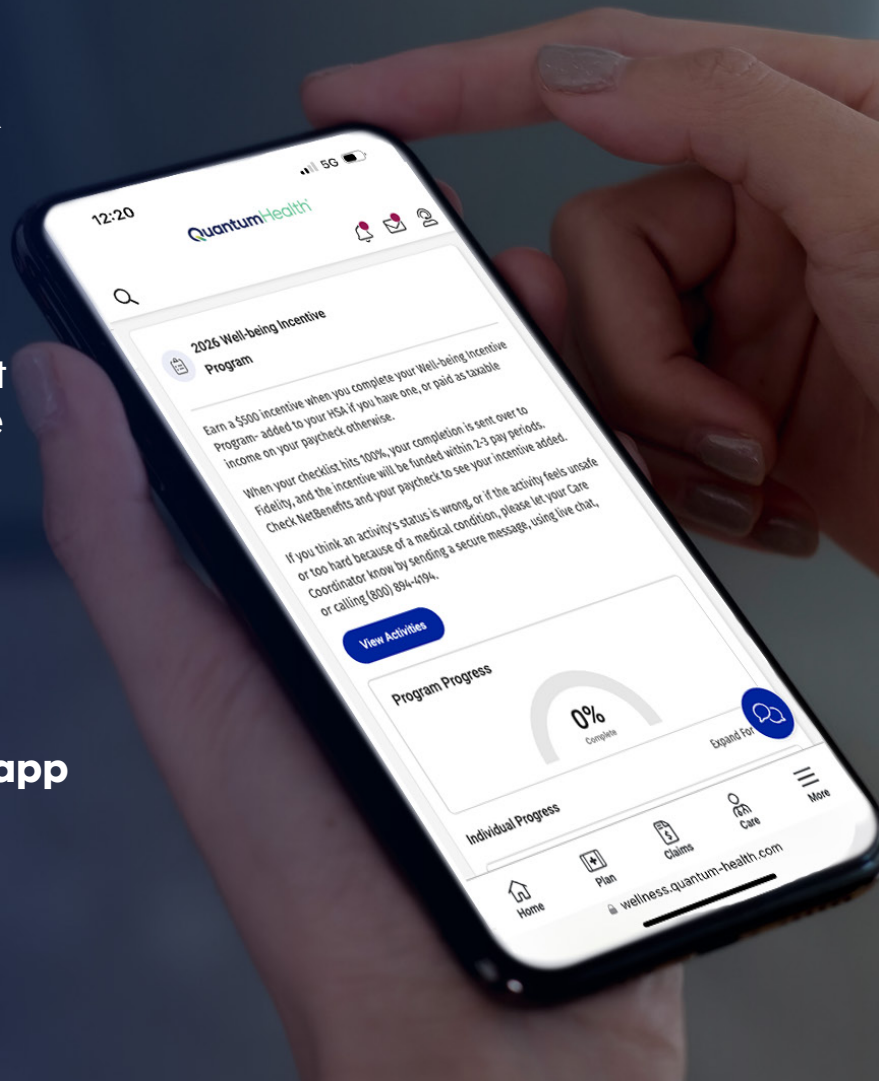 12:20
5G
QuantumHealth
2026 Well-being Incentive
Program
Earn a $500 incentive when you complete your Well-being Incentive
Program- added to your HSA if you have one, or paid as taxable
income on your paycheck otherwise.
When your checklist hits 100%, your completion is sent over to
Fidelity, and the incentive will be funded within 2-3 pay periods.
Check NetBenefits and your paycheck to see your incentive added.
If you think an activity's status is wrong, or if the activity feels unsafe
or too hard because of a medical condition, please let your Care
Coordinator know by sending a secure message, using live chat,
or calling (800) 894-4194.
View Activities
Program Progress
0%
Complete
Expand For
Individual Progress
Home
Plan
Claims
Care
More
wellness.quantum-health.com
app